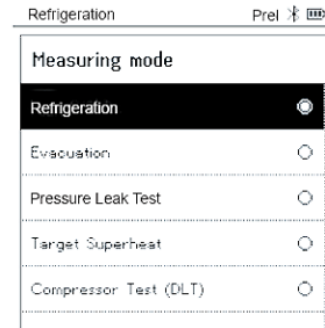 Refrigeration Prel
Measuring mode
Refrigeration
Evacuation
Pressure Leak Test
Target Superheat
Compressor Test (DLT)